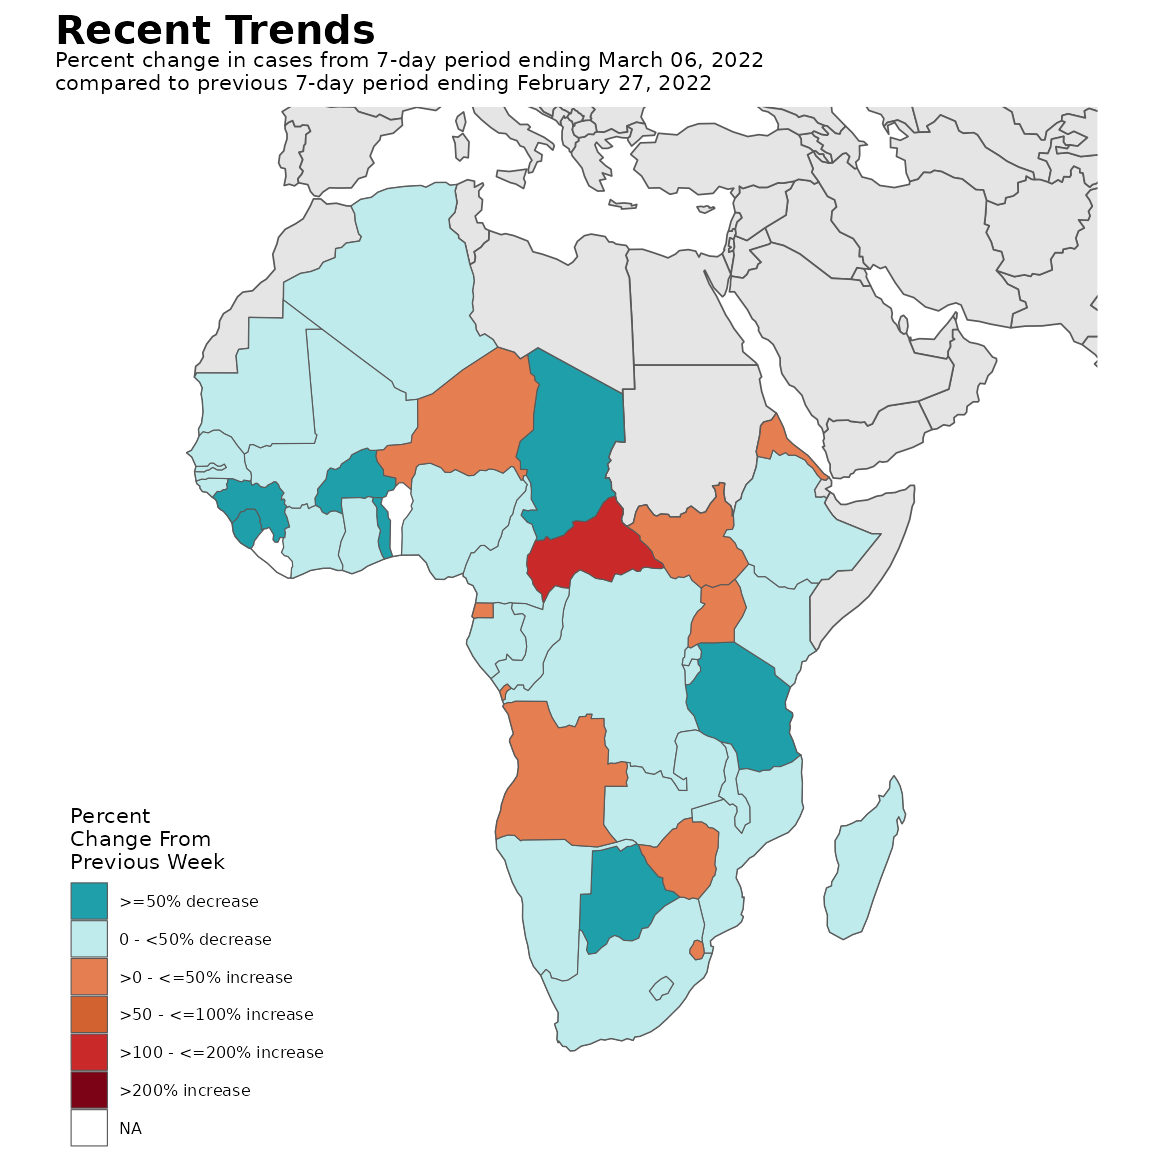 Recent Trends
Percent change in cases from 7-day period ending March 06, 2022
compared to previous 7-day period ending February 27, 2022
Percent
Change From
Previous Week
>=50% decrease
0 - <50% decrease
>0 - <=50% increase
>50 - <=100% increase
>100 - <=200% increase
>200% increase
NA